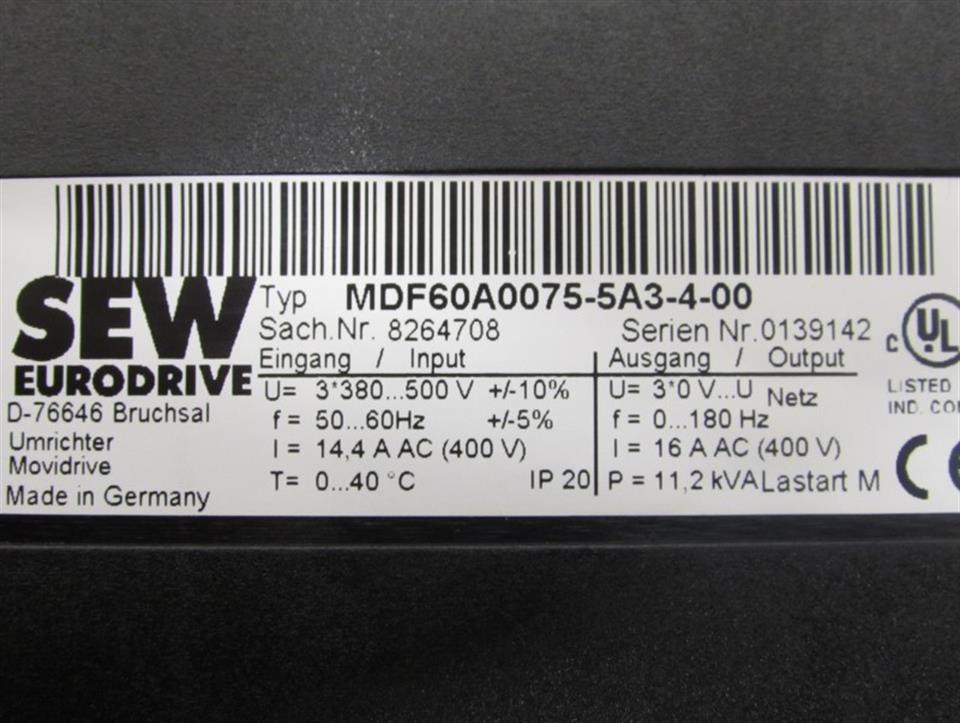 SEW
EURODRIVE
D-76646 Bruchsal
Umrichter
Movidrive
Made in Germany
Typ MDF60A0075-5A3-4-00
Sach.Nr. 8264708 Serien Nr.0139142
Eingang / Input
U= 3*380...500 V +/-10%
f = 50...60Hz +/-5%
I = 14,4 A AC (400 V)
T= 0...40 °C IP 20
Ausgang / Output
U= 3*0 V...U Netz
f = 0...180 Hz
I = 16 A AC (400 V)
P = 11,2 kVA Lastart M
c UL
LISTED
IND.
CE